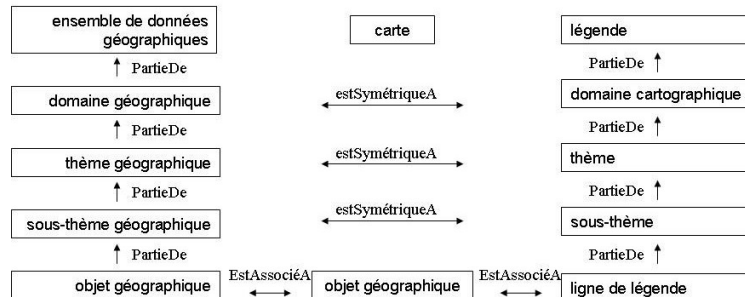 ensemble de données
géographiques
carte
légende
PartieDe
PartieDe
domaine géographique
estSymétriqueA
domaine cartographique
PartieDe
PartieDe
thème géographique
estSymétriqueA
thème
PartieDe
PartieDe
sous-thème géographique
estSymétriqueA
sous-thème
PartieDe
PartieDe
objet géographique
EstAssociéA
objet géographique
EstAssociéA
ligne de légende